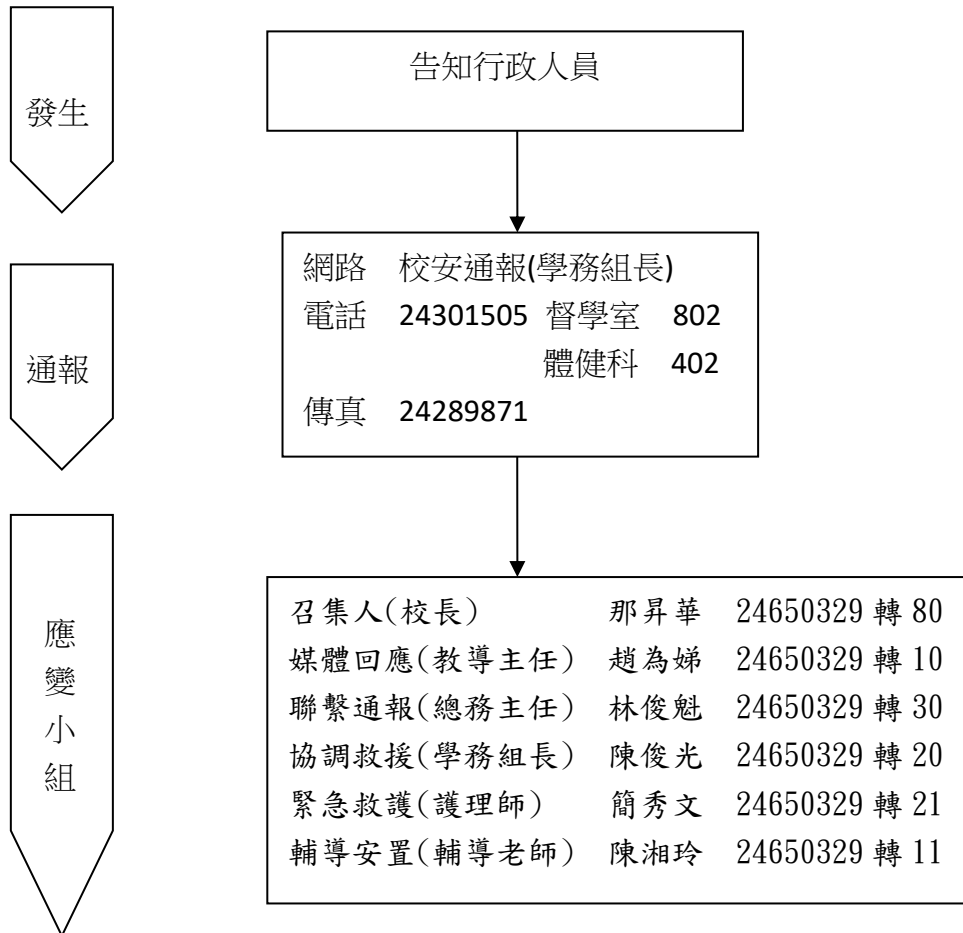 發生
告知行政人員
通報
網路 校安通報(學務組長)
電話 24301505 督學室 802
體健科 402
傳真 24289871
應
變
小
組
召集人(校長) 那昇華 24650329 轉 80
媒體回應(教導主任) 趙為娣 24650329 轉 10
聯繫通報(總務主任) 林俊魁 24650329 轉 30
協調救援(學務組長) 陳俊光 24650329 轉 20
緊急救護(護理師) 簡秀文 24650329 轉 21
輔導安置(輔導老師) 陳湘玲 24650329 轉 11